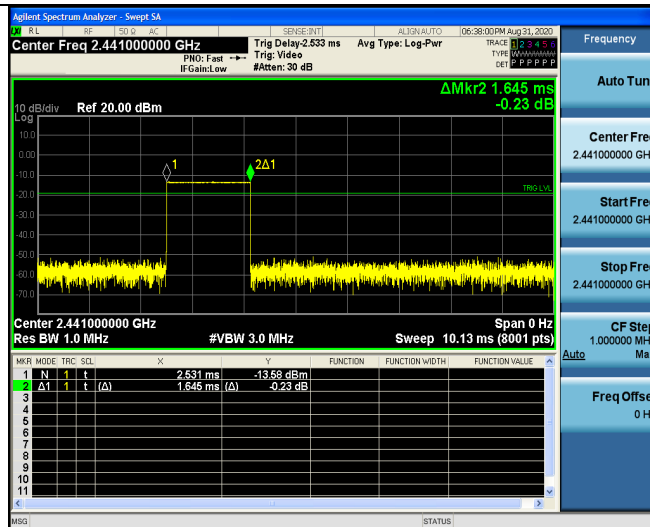 Agilent Spectrum Analyzer - Swept SA
RL RF 50 Ω AC SENSE:INT ALIGN AUTO 06:38:00 PM Aug 31, 2020
Center Freq 2.441000000 GHz
PNO: Fast
IFGain:Low
Trig Delay-2.533 ms
Trig: Video
#Atten: 30 dB
Avg Type: Log-Pwr
TRACE 1 2 3 4 5 6
TYPE
DET P P P P P P
ΔMkr2 1.645 ms
-0.23 dB
10 dB/div Ref 20.00 dBm
Log
10.0
0.00
-10.0
-20.0
-30.0
-40.0
-50.0
-60.0
-70.0
1
2Δ1
TRIG LVL
Center 2.441000000 GHz Span 0 Hz
Res BW 1.0 MHz #VBW 3.0 MHz Sweep 10.13 ms (8001 pts)
MKR MODE TRC SCL X Y FUNCTION FUNCTION WIDTH FUNCTION VALUE
1 N 1 t 2.531 ms -13.58 dBm
2 Δ1 1 t (Δ) 1.645 ms (Δ) -0.23 dB
3
4
5
6
7
8
9
10
11
MSG STATUS
Frequency
Auto Tun
Center Fre
2.441000000 GH
Start Fre
2.441000000 GH
Stop Fre
2.441000000 GH
CF Ste
1.000000 MH
Auto Ma
Freq Offse
0 H